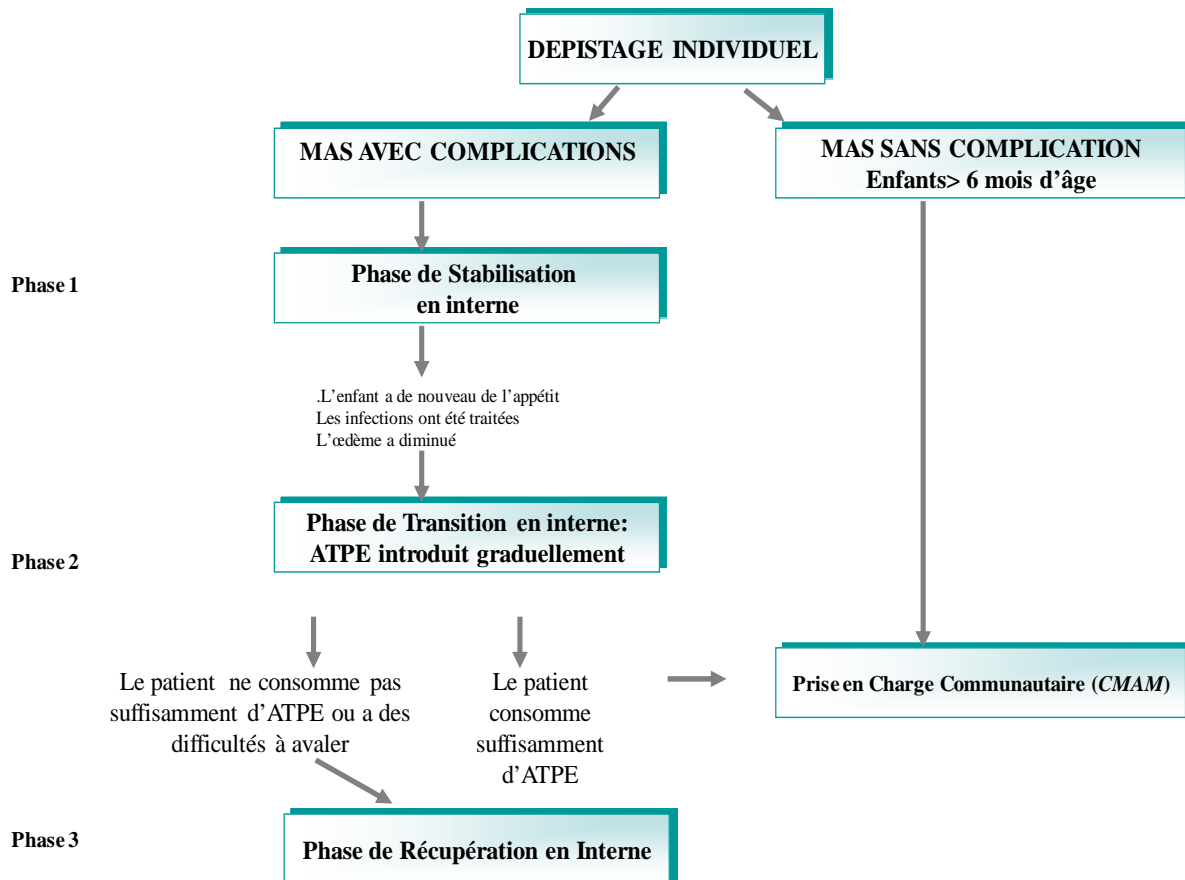 DEPISTAGE INDIVIDUEL
MAS AVEC COMPLICATIONS
MAS SANS COMPLICATION
Enfants> 6 mois d'âge
Phase 1
Phase de Stabilisation
en interne
.L'enfant a de nouveau de l'appétit
Les infections ont été traitées
L'œdème a diminué
Phase 2
Phase de Transition en interne:
ATPE introduit graduellement
Le patient ne consomme pas
suffisamment d'ATPE ou a des
difficultés à avaler
Le patient
consomme
suffisamment
d'ATPE
Prise en Charge Communautaire (CMAM)
Phase 3
Phase de Récupération en Interne